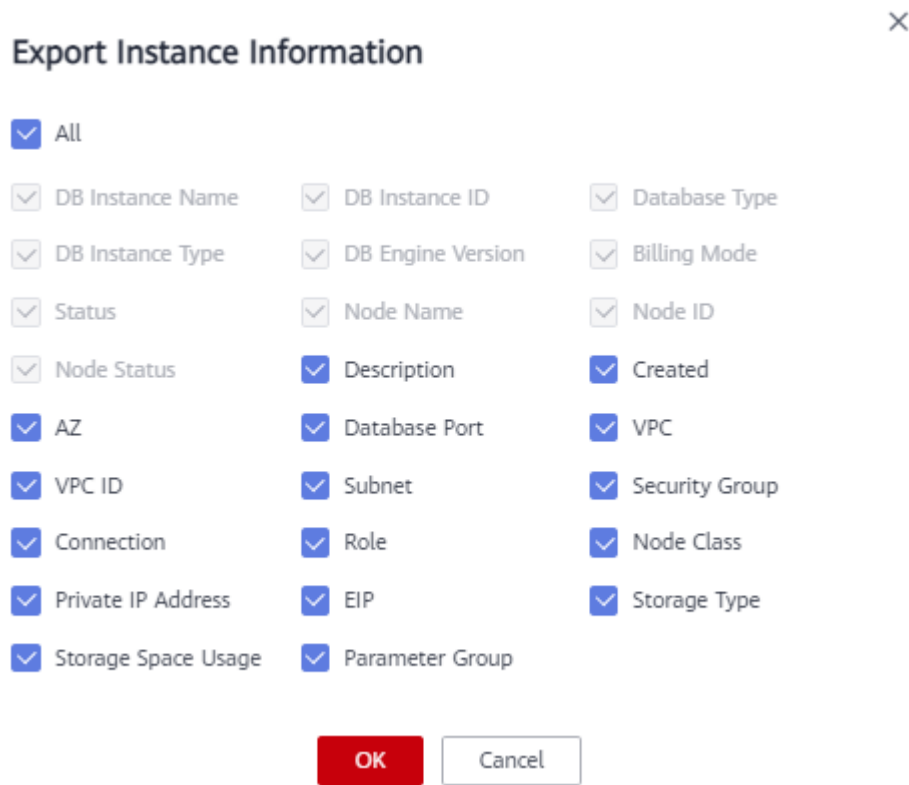 Export Instance Information
All
DB Instance Name DB Instance ID Database Type
DB Instance Type DB Engine Version Billing Mode
Status Node Name Node ID
Node Status Description Created
AZ Database Port VPC
VPC ID Subnet Security Group
Connection Role Node Class
Private IP Address EIP Storage Type
Storage Space Usage Parameter Group
OK Cancel